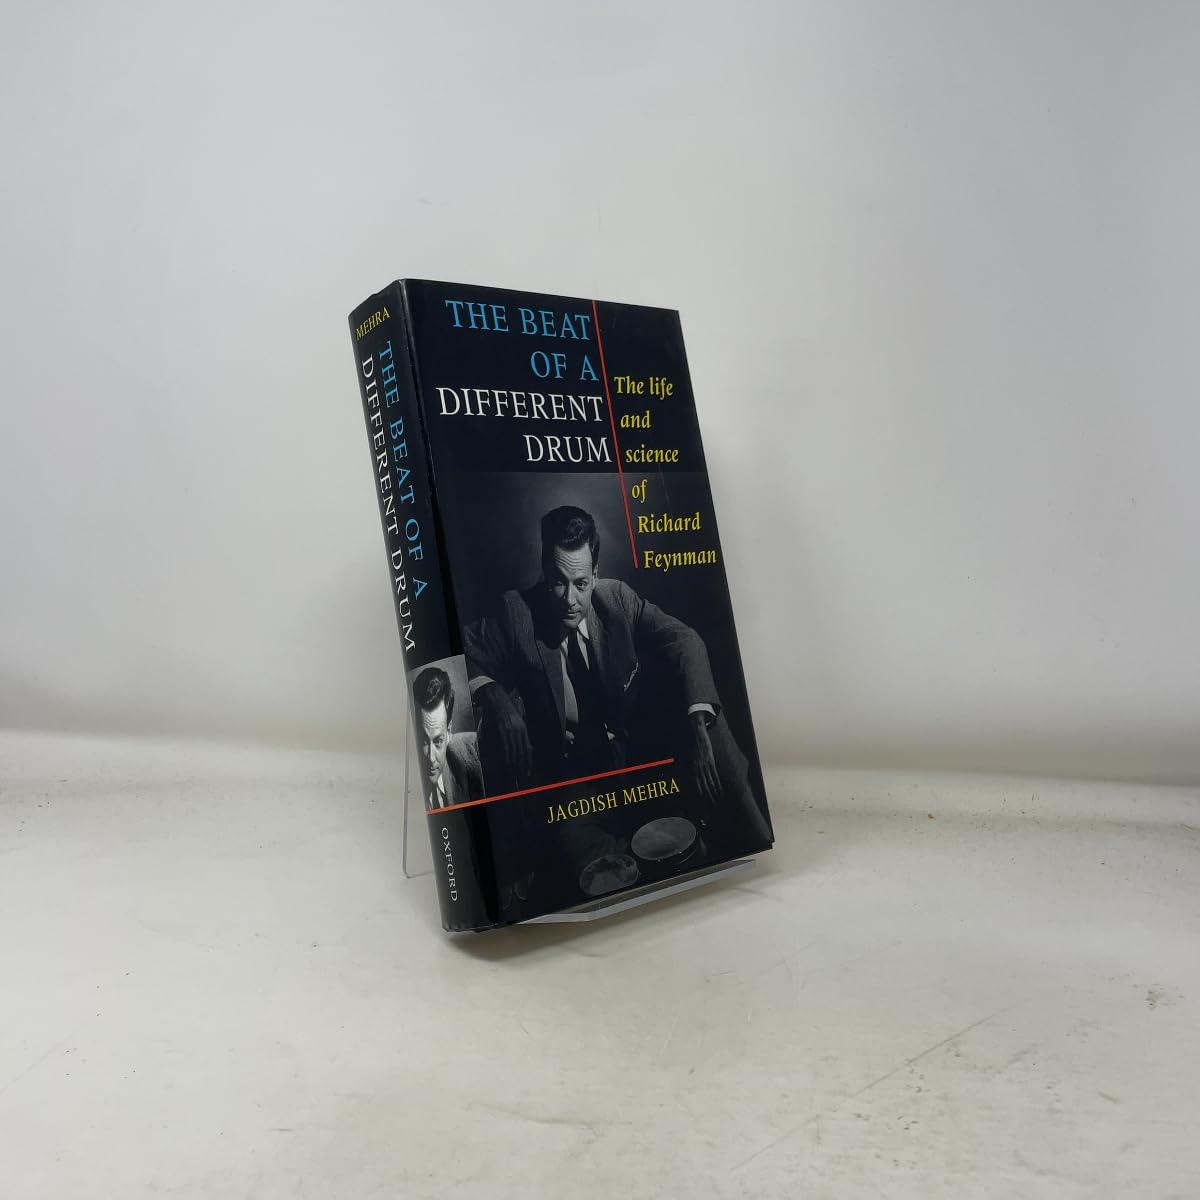 MEHRA
THE BEAT OF A
DIFFERENT DRUM
OXFORD
THE BEAT
OF A
DIFFERENT
DRUM
The life
and
science
of
Richard
Feynman
JAGDISH MEHRA